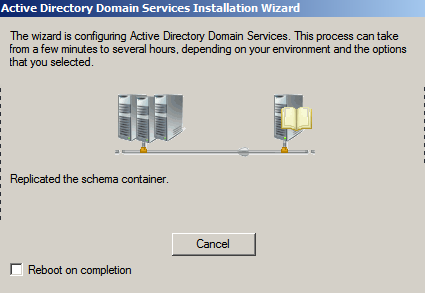 Active Directory Domain Services Installation Wizard
The wizard is configuring Active Directory Domain Services. This process can take
from a few minutes to several hours, depending on your environment and the options
that you selected.
Replicated the schema container.
Cancel
Reboot on completion